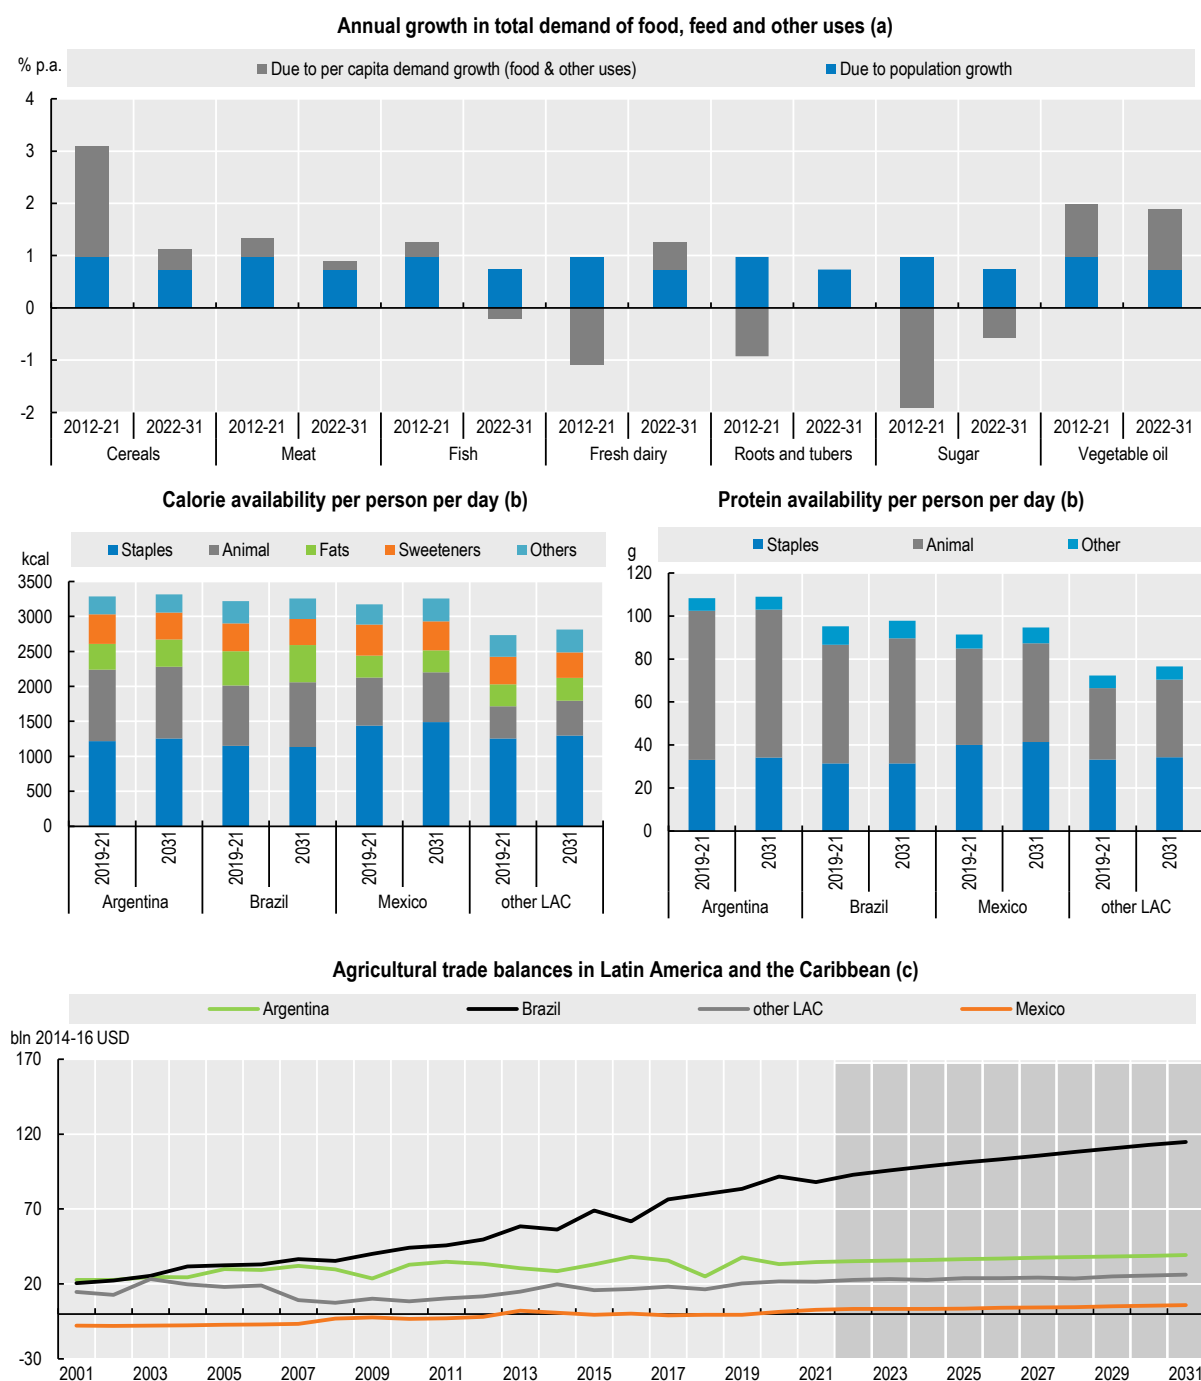 Annual growth in total demand of food, feed and other uses (a)
% p.a.
Due to per capita demand growth (food & other uses) Due to population growth
4
3
2
1
0
-1
-2
2012-21 2022-31 2012-21 2022-31 2012-21 2022-31 2012-21 2022-31 2012-21 2022-31 2012-21 2022-31 2012-21 2022-31
Cereals Meat Fish Fresh dairy Roots and tubers Sugar Vegetable oil
Calorie availability per person per day (b)
Staples Animal Fats Sweeteners Others
kcal
3500
3000
2500
2000
1500
1000
500
0
2019-21 2031 2019-21 2031 2019-21 2031 2019-21 2031
Argentina Brazil Mexico other LAC
Protein availability per person per day (b)
Staples Animal Other
g
120
100
80
60
40
20
0
2019-21 2031 2019-21 2031 2019-21 2031 2019-21 2031
Argentina Brazil Mexico other LAC
Agricultural trade balances in Latin America and the Caribbean (c)
Argentina Brazil other LAC Mexico
bln 2014-16 USD
170
120
70
20
-30
2001 2003 2005 2007 2009 2011 2013 2015 2017 2019 2021 2023 2025 2027 2029 2031